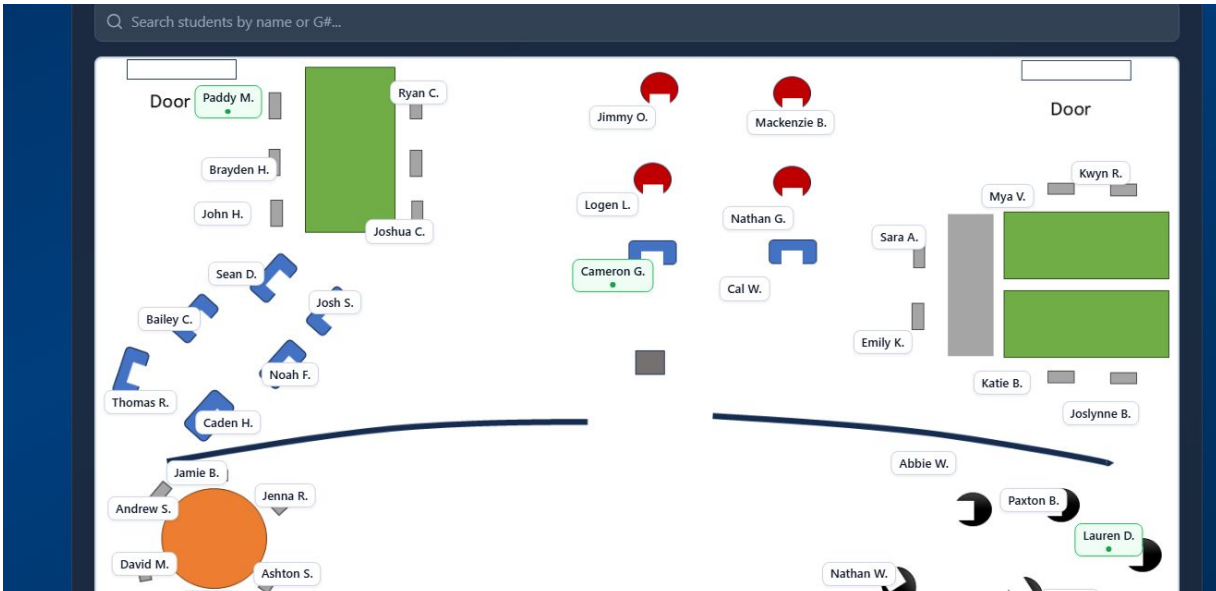 Search students by name or G#...
Door
Paddy M.
Ryan C.
Jimmy O.
Mackenzie B.
Door
Brayden H.
Kwyn R.
Mya V.
John H.
Logen L.
Nathan G.
Joshua C.
Sara A.
Sean D.
Cameron G.
Cal W.
Josh S.
Bailey C.
Emily K.
Noah F.
Katie B.
Thomas R.
Joslynne B.
Caden H.
Abbie W.
Jamie B.
Jenna R.
Paxton B.
Andrew S.
Lauren D.
David M.
Ashton S.
Nathan W.